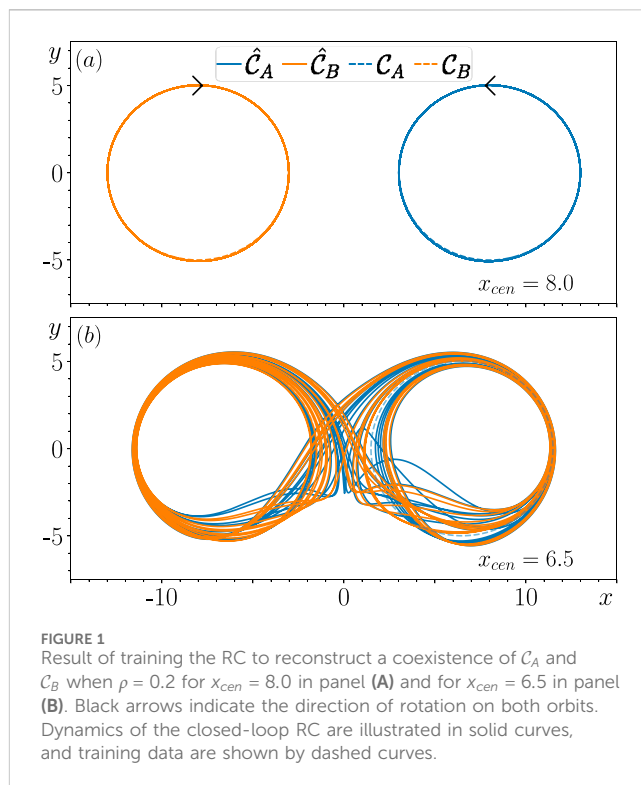 y
(a)
Ĉ_A Ĉ_B C_A C_B
5
0
-5
x_cen = 8.0
y
(b)
5
0
-5
x_cen = 6.5
-10 0 10 x
FIGURE 1
Result of training the RC to reconstruct a coexistence of C_A and
C_B when ρ = 0.2 for x_cen = 8.0 in panel (A) and for x_cen = 6.5 in panel
(B). Black arrows indicate the direction of rotation on both orbits.
Dynamics of the closed-loop RC are illustrated in solid curves,
and training data are shown by dashed curves.